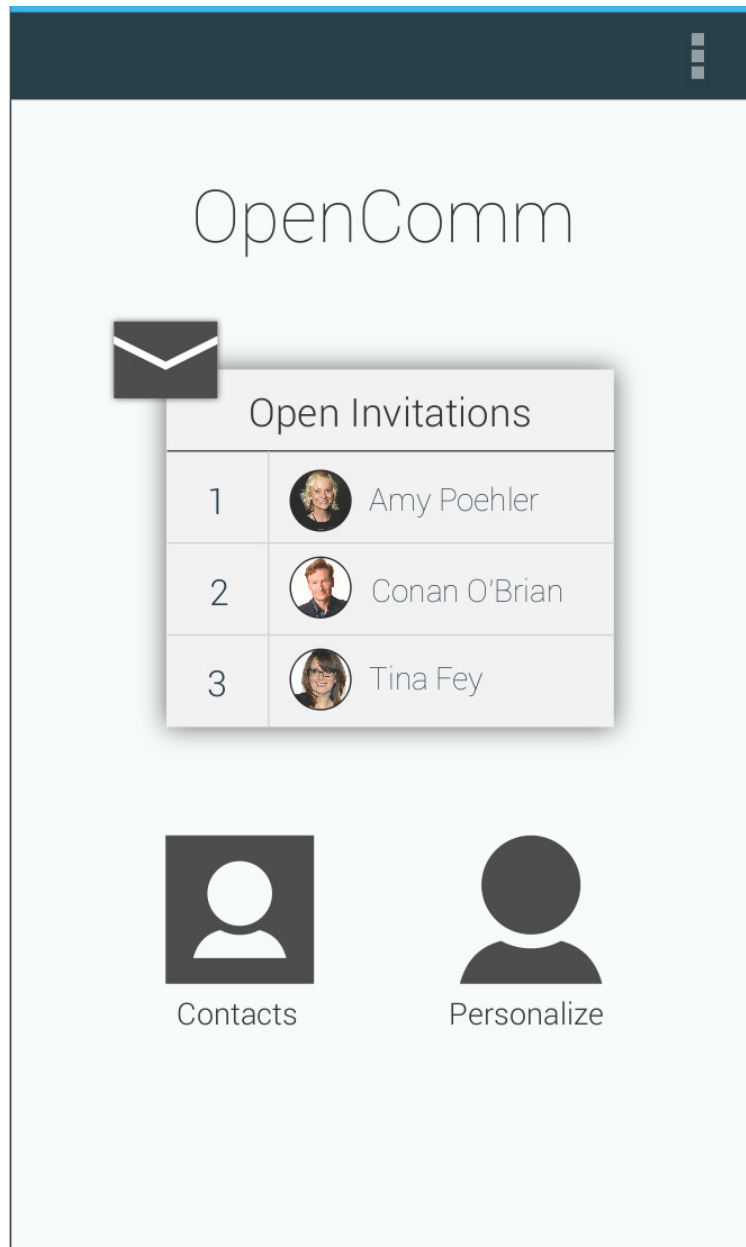 OpenComm
Open Invitations
1 Amy Poehler
2 Conan O'Brian
3 Tina Fey
Contacts Personalize